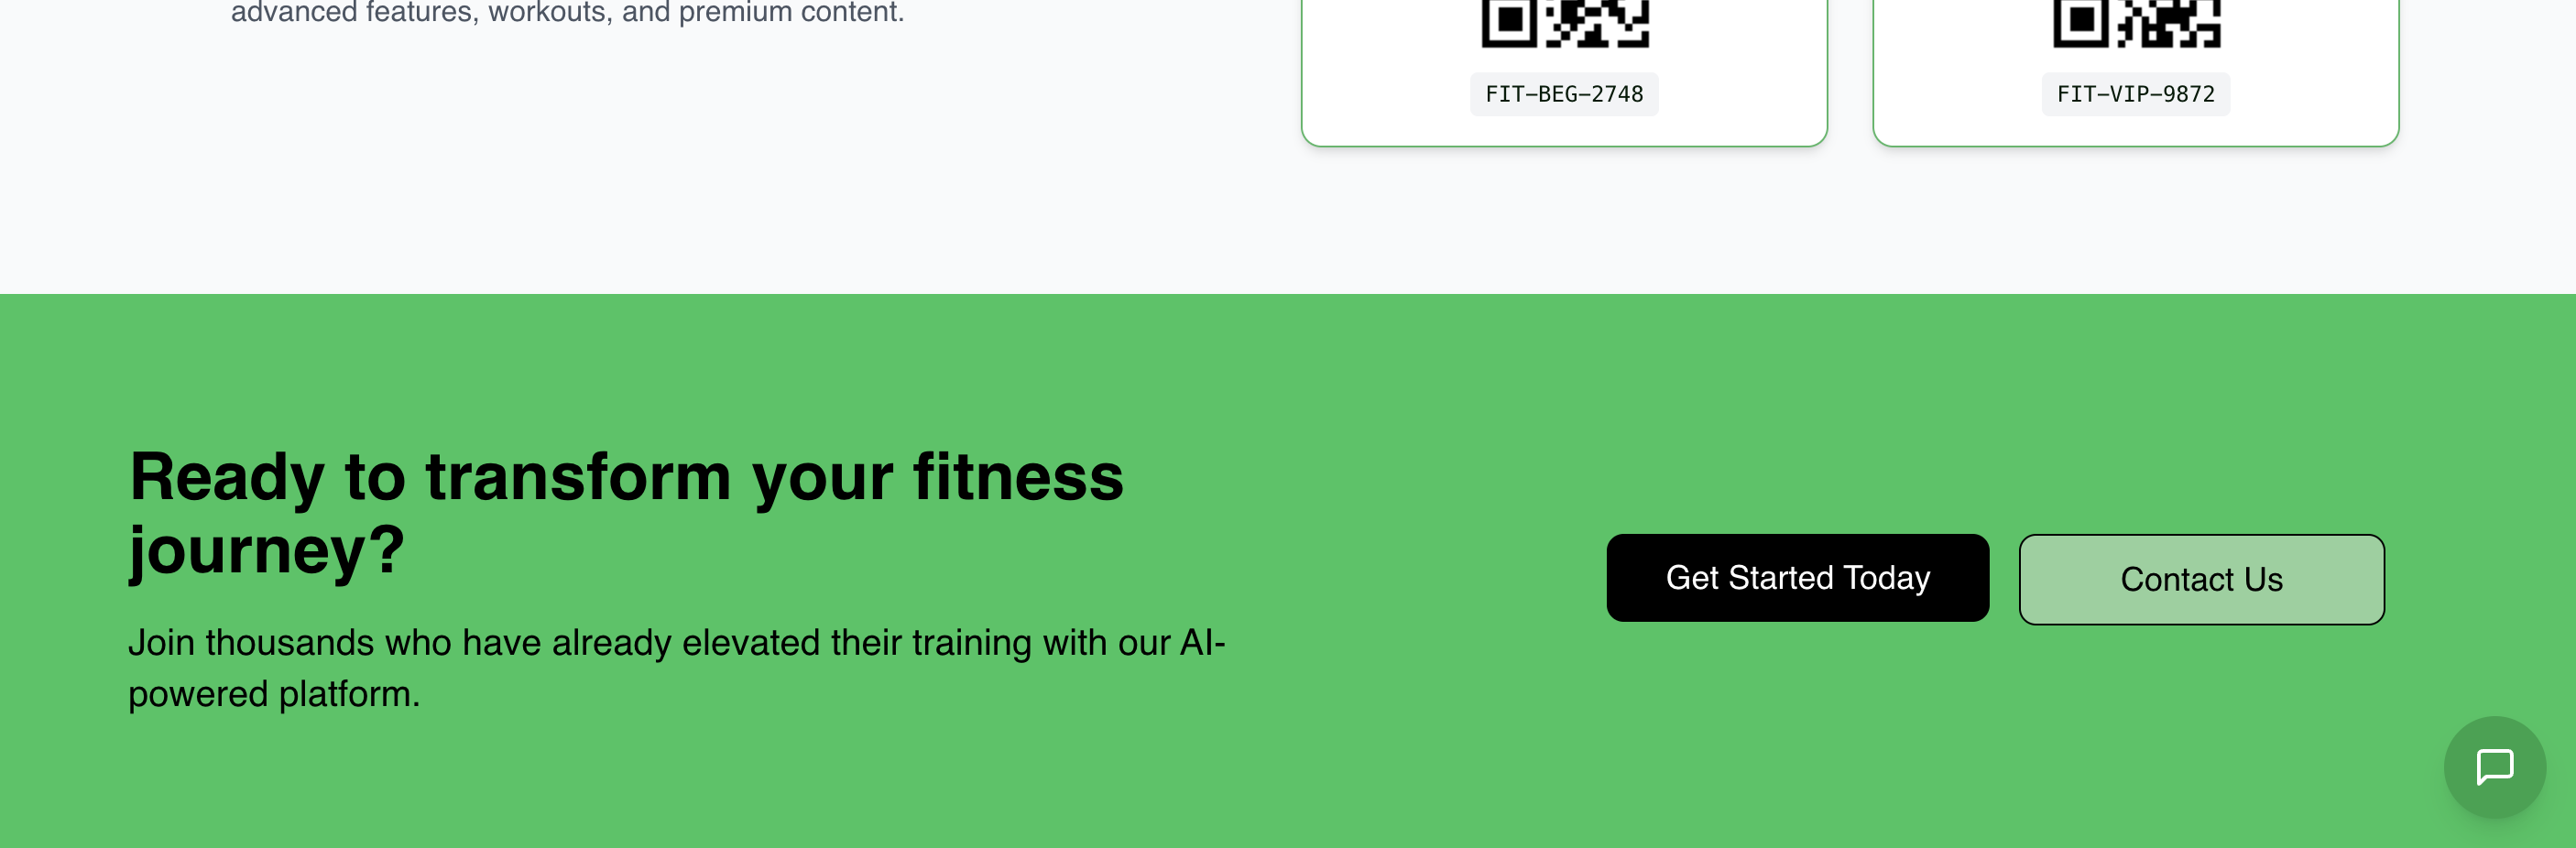 advanced features, workouts, and premium content.
FIT-BEG-2748
FIT-VIP-9872
Ready to transform your fitness
journey?
Join thousands who have already elevated their training with our AI-
powered platform.
Get Started Today
Contact Us